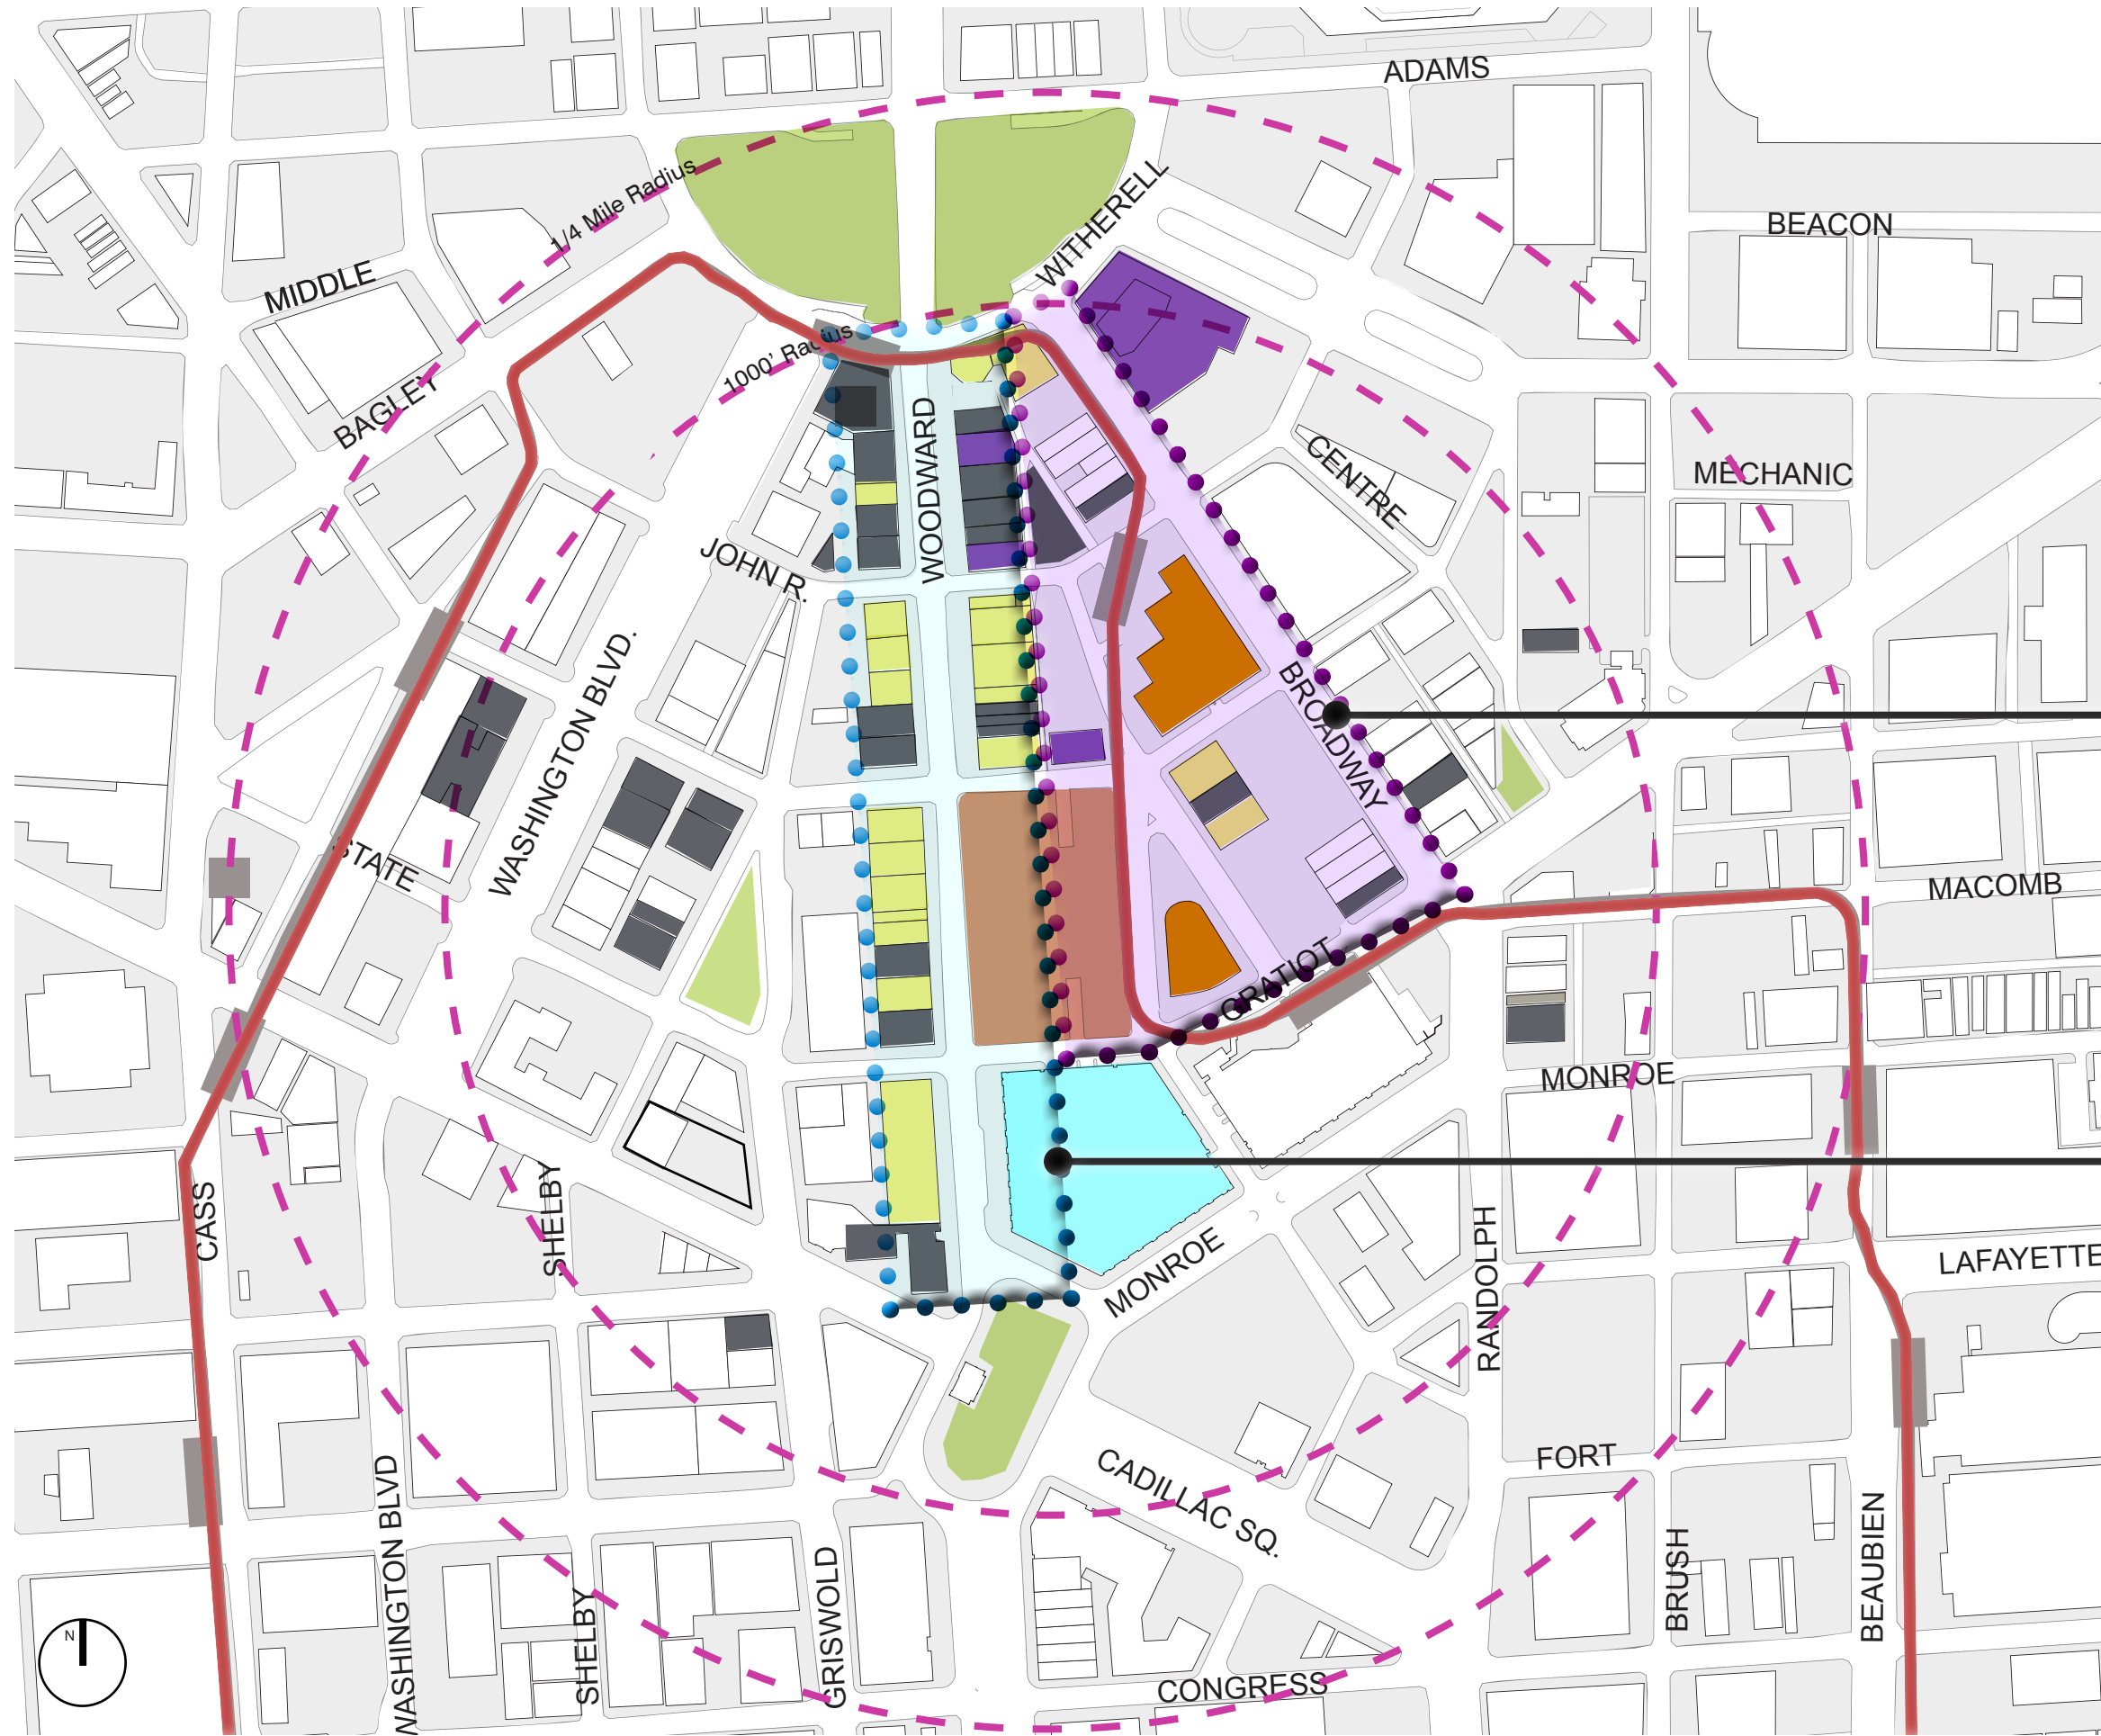 ADAMS
1/4 Mile Radius
WITHERELL
BEACON
MIDDLE
1000' Radius
BAGLEY
WOODWARD
CENTRE
MECHANIC
JOHN R.
WASHINGTON BLVD.
BROADWAY
STATE
MACOMB
GRATIOT
MONROE
CASS
SHELBY
MONROE
RANDOLPH
LAFAYETTE
CADILLAC SQ.
FORT
WASHINGTON BLVD
SHELBY
GRISWOLD
BRUSH
BEAUBIEN
N
CONGRESS